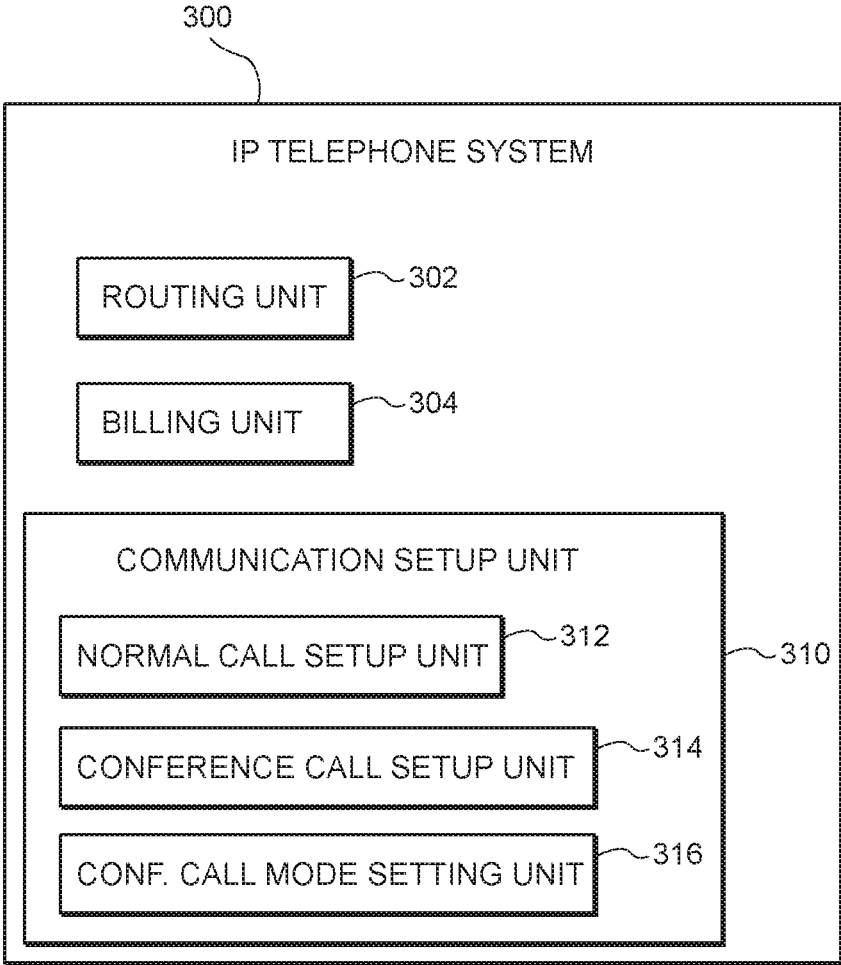 300
IP TELEPHONE SYSTEM
ROUTING UNIT
302
BILLING UNIT
304
COMMUNICATION SETUP UNIT
NORMAL CALL SETUP UNIT
312
310
CONFERENCE CALL SETUP UNIT
314
CONF. CALL MODE SETTING UNIT
316